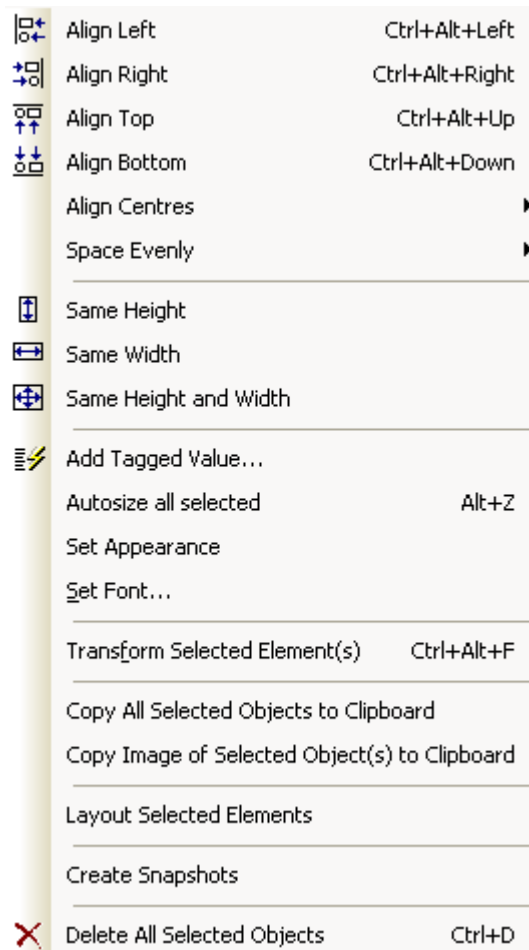 Align Left Ctrl+Alt+Left
Align Right Ctrl+Alt+Right
Align Top Ctrl+Alt+Up
Align Bottom Ctrl+Alt+Down
Align Centres
Space Evenly
Same Height
Same Width
Same Height and Width
Add Tagged Value...
Autosize all selected Alt+Z
Set Appearance
Set Font...
Transform Selected Element(s) Ctrl+Alt+F
Copy All Selected Objects to Clipboard
Copy Image of Selected Object(s) to Clipboard
Layout Selected Elements
Create Snapshots
Delete All Selected Objects Ctrl+D